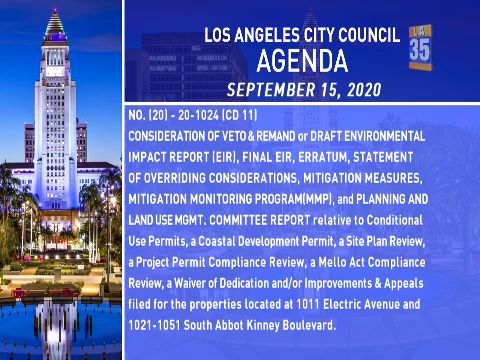 LOS ANGELES CITY COUNCIL
AGENDA
SEPTEMBER 15, 2020
LA
35
NO. (20) - 20-1024 (CD 11)
CONSIDERATION OF VETO & REMAND or DRAFT ENVIRONMENTAL
IMPACT REPORT (EIR), FINAL EIR, ERRATUM, STATEMENT
OF OVERRIDING CONSIDERATIONS, MITIGATION MEASURES,
MITIGATION MONITORING PROGRAM(MMP), and PLANNING AND
LAND USE MGMT. COMMITTEE REPORT relative to Conditional
Use Permits, a Coastal Development Permit, a Site Plan Review,
a Project Permit Compliance Review, a Mello Act Compliance
Review, a Waiver of Dedication and/or Improvements & Appeals
filed for the properties located at 1011 Electric Avenue and
1021-1051 South Abbot Kinney Boulevard.